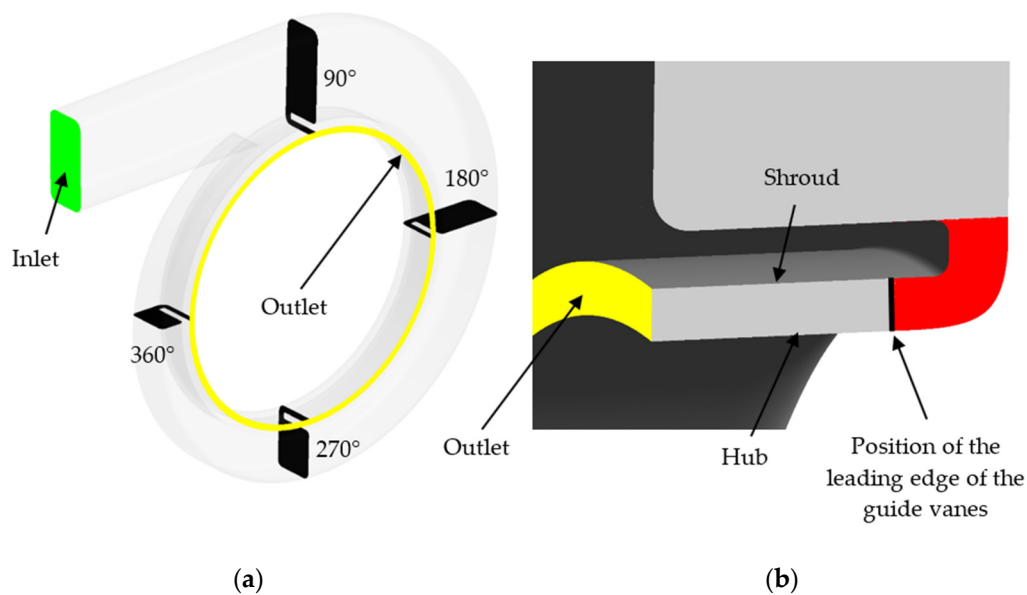 90°
180°
Inlet
Outlet
360°
270°
(a)
Shroud
Outlet
Hub
Position of the
leading edge of the
guide vanes
(b)